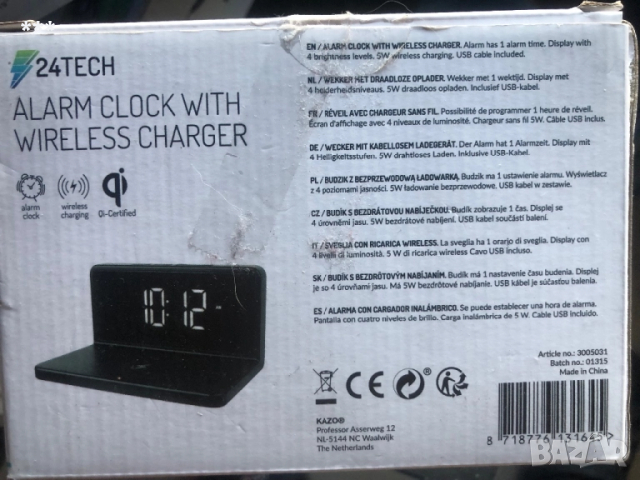 24TECH
ALARM CLOCK WITH
WIRELESS CHARGER
alarm
clock
wireless
charging
Qi-Certified
10:12
EN / ALARM CLOCK WITH WIRELESS CHARGER. Alarm has 1 alarm time. Display with
4 brightness levels. 5W wireless charging. USB cable included.
NL / WEKKER MET DRAADLOZE OPLADER. Wekker met 1 wektijd. Display met
4 helderheidsniveaus. 5W draadloos opladen. Inclusief USB-kabel.
FR / RÉVEIL AVEC CHARGEUR SANS FIL. Possibilité de programmer 1 heure de réveil.
Écran d'affichage avec 4 niveaux de luminosité. Chargeur sans fil 5W. Câble USB inclus.
DE / WECKER MIT KABELLOSEM LADEGERÄT. Der Alarm hat 1 Alarmzeit. Display mit
4 Helligkeitsstufen. 5W drahtloses Laden. Inklusive USB-Kabel.
PL / BUDZIK Z BEZPRZEWODOWĄ ŁADOWARKĄ. Budzik ma 1 ustawienie alarmu. Wyświetlacz
z 4 poziomami jasności. 5W ładowanie bezprzewodowe. USB kabel w zestawie.
CZ / BUDÍK S BEZDRÁTOVOU NABÍJEČKOU. Budík zobrazuje 1 čas. Displej se
4 úrovněmi jasu. 5W bezdrátové nabíjení. USB kabel součástí balení.
IT / SVEGLIA CON RICARICA WIRELESS. La sveglia ha 1 orario di sveglia. Display con
4 livelli di luminosità. 5 W di ricarica wireless Cavo USB incluso.
SK / BUDÍK S BEZDRÔTOVÝM NABÍJANÍM. Budík má 1 nastavenie času budenia. Displej
je so 4 úrovňami jasu. Má 5W bezdrôtové nabíjanie. USB kábel je súčasťou balenia.
ES / ALARMA CON CARGADOR INALÁMBRICO. Se puede establecer una hora de alarma.
Pantalla con cuatro niveles de brillo. Carga inalámbrica de 5 W. Cable USB incluido.
Article no.: 3005031
Batch no.: 01315
Made in China
KAZO®
Professor Asserweg 12
NL-5144 NC Waalwijk
The Netherlands
BAZAR